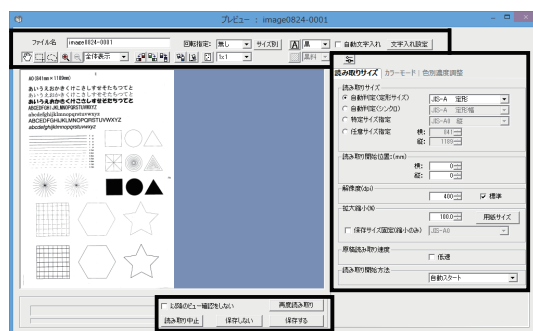 プレビュー : image0824-0001
ファイル名 image0824-0001 回転指定: 無し サイズ別 A 黒 自動文字入れ 文字入れ設定
全体表示 1x1 黒料
A0 (841mm×1189mm)
あいうえおかきくけこさしすせそたちつてと
あいうえおかきくけこさしすせそたちつてと
あいうえおかきくけこさしすせそたちつてと
ABCDEFGHIJKLMNOPQRSTUVWXYZ
abcdefghijklmnopqrstuvwxyz
ABCDEFGHIJKLMNOPQRSTUVWXYZ
abcdefghijklmnopqrstuvwxyz
読み取りサイズ カラーモード 色別濃度調整
読み取りサイズ
自動判定(定形サイズ) JIS-A 定形
自動判定(シンクロ) JIS-A 定形幅
特定サイズ指定 JIS-A0 縦
任意サイズ指定 横: 841
縦: 1189
読み取り開始位置:(mm)
横: 0
縦: 0
解像度(dpi)
400 標準
拡大縮小(%)
100.0 用紙サイズ
保存サイズ固定(縮小のみ) JIS-A0
原稿読み取り速度
低速
読み取り開始方法
自動スタート
以降のビュー確認をしない 再度読み取り
読み取り中止 保存しない 保存する